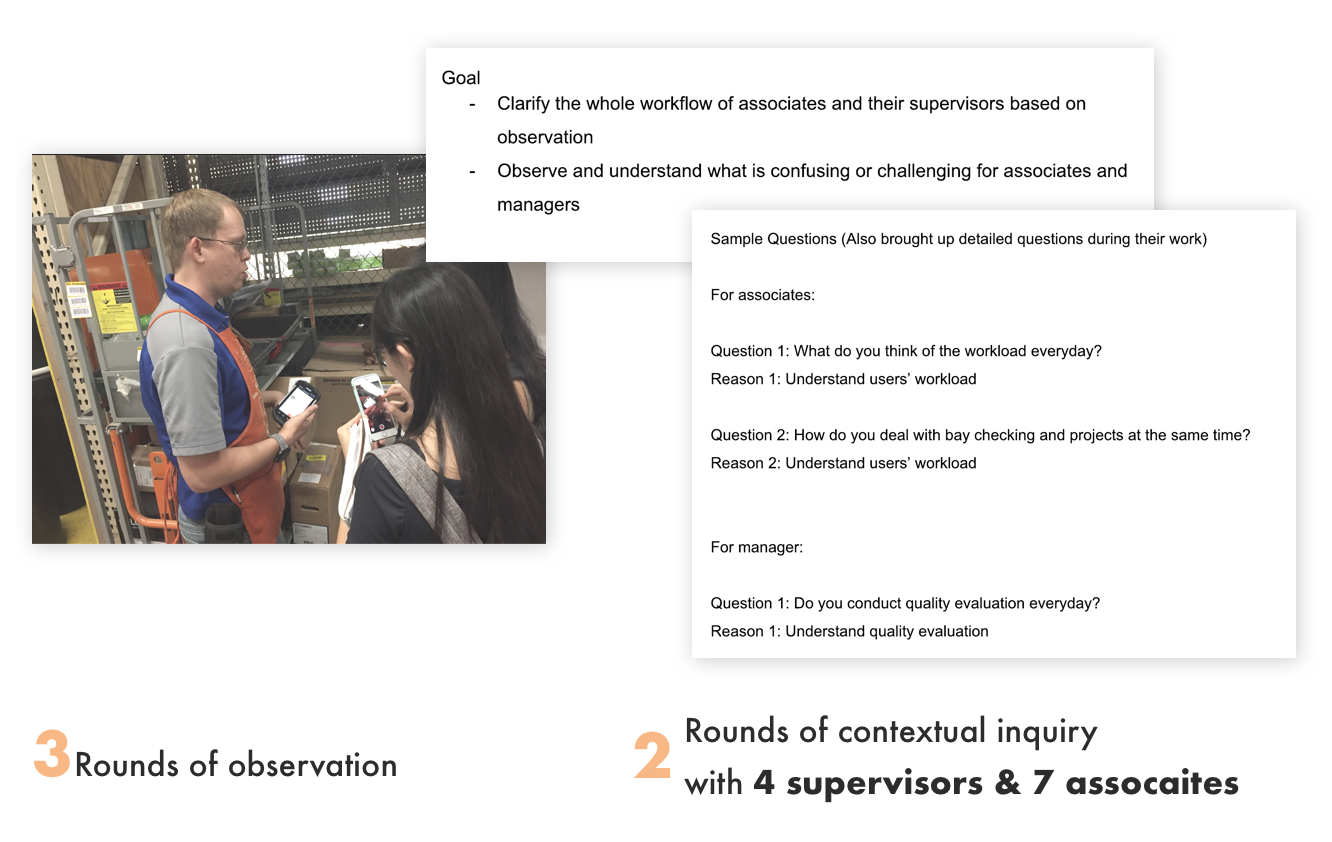 Goal
- Clarify the whole workflow of associates and their supervisors based on
observation
- Observe and understand what is confusing or challenging for associates and
managers
Sample Questions (Also brought up detailed questions during their work)
For associates:
Question 1: What do you think of the workload everyday?
Reason 1: Understand users’ workload
Question 2: How do you deal with bay checking and projects at the same time?
Reason 2: Understand users’ workload
For manager:
Question 1: Do you conduct quality evaluation everyday?
Reason 1: Understand quality evaluation
3 Rounds of observation
2 Rounds of contextual inquiry
with 4 supervisors & 7 assocaites